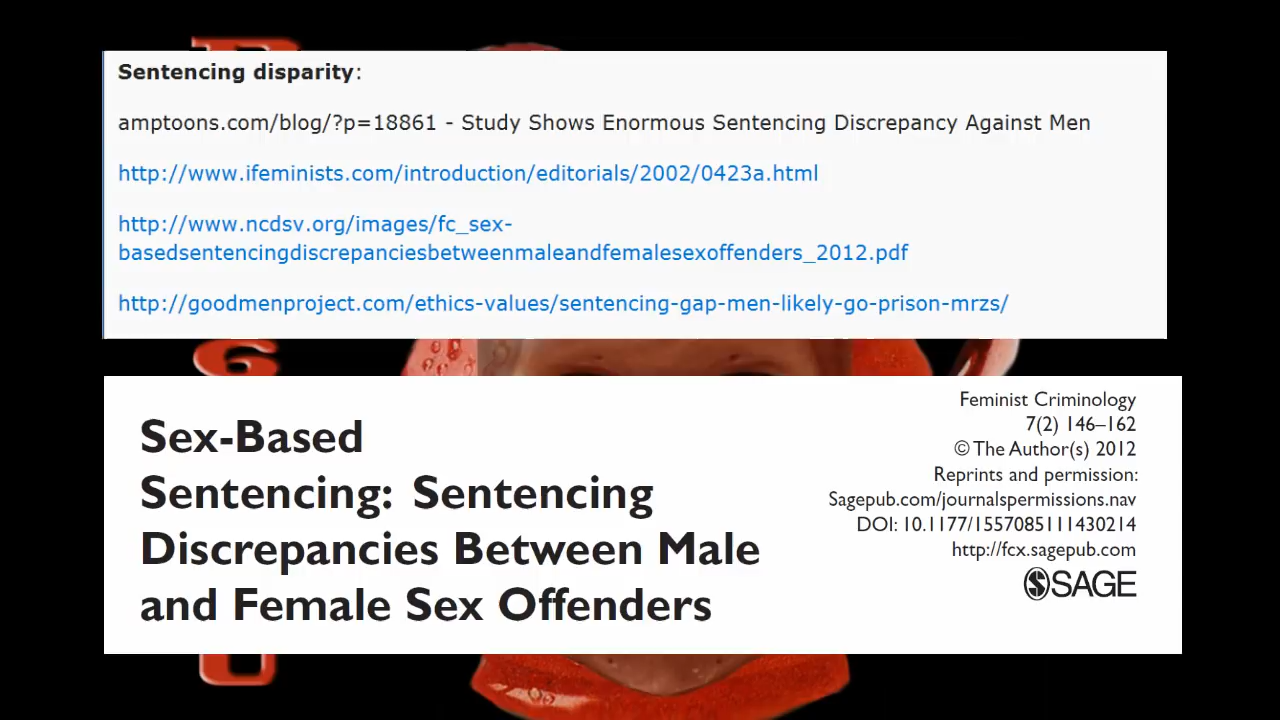 Sentencing disparity:
amptoons.com/blog/?p=18861 - Study Shows Enormous Sentencing Discrepancy Against Men
http://www.ifeminists.com/introduction/editorials/2002/0423a.html
http://www.ncdsv.org/images/fc_sex-
basedsentencingdiscrepanciesbetweenmaleandfemalesexoffenders_2012.pdf
http://goodmenproject.com/ethics-values/sentencing-gap-men-likely-go-prison-mrzs/
Sex-Based
Sentencing: Sentencing
Discrepancies Between Male
and Female Sex Offenders
Feminist Criminology
7(2) 146–162
© The Author(s) 2012
Reprints and permission:
Sagepub.com/journalspermissions.nav
DOI: 10.1177/1557085111430214
http://fcx.sagepub.com
SAGE